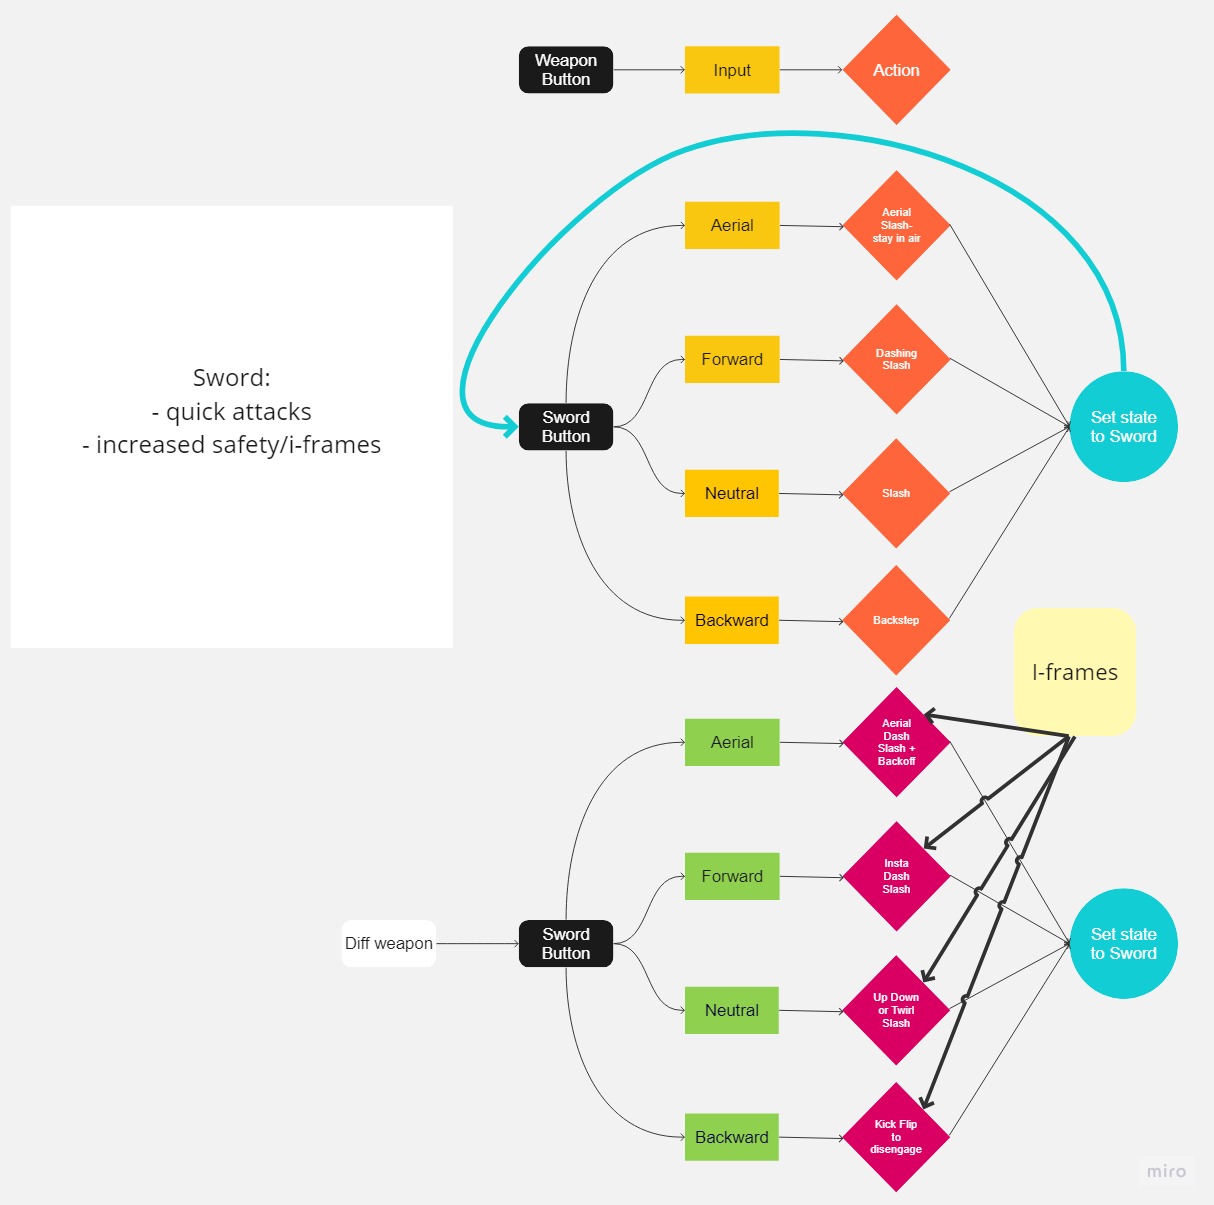 Weapon
Button
Input
Action
Sword:
- quick attacks
- increased safety/i-frames
Aerial
Aerial
Slash-
stay in air
Forward
Dashing
Slash
Sword
Button
Set state
to Sword
Neutral
Slash
Backward
Backstep
I-frames
Aerial
Aerial
Dash
Slash +
Backoff
Forward
Insta
Dash
Slash
Diff weapon
Sword
Button
Set state
to Sword
Neutral
Up Down
or Twirl
Slash
Backward
Kick Flip
to
disengage
miro